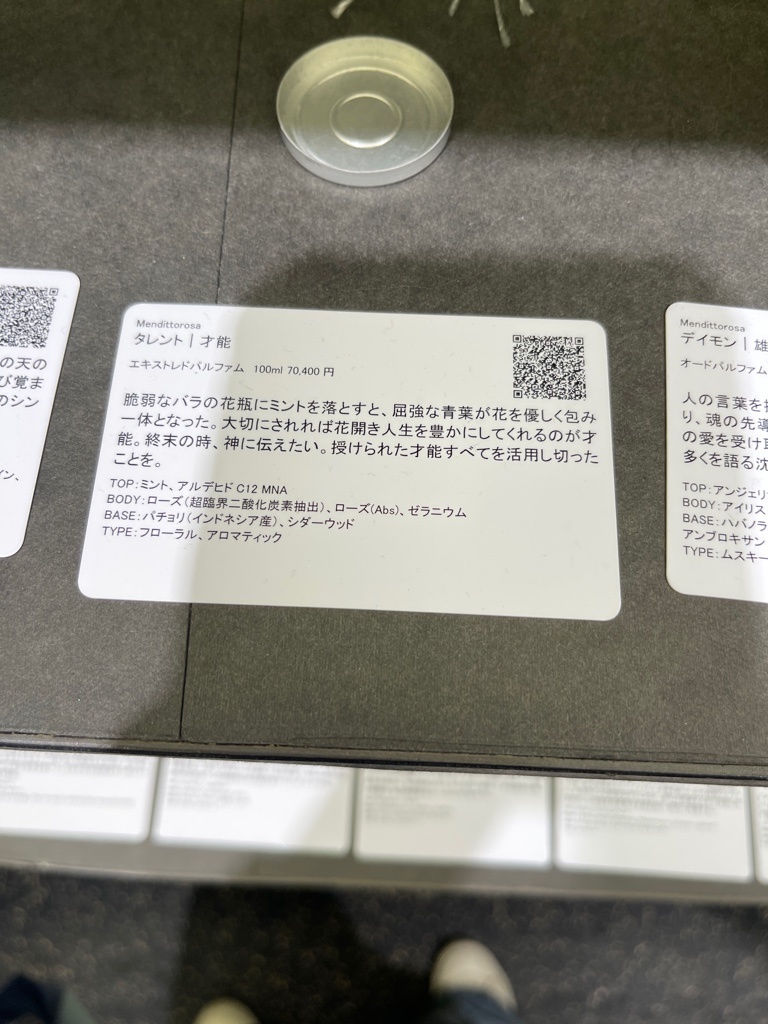 の天の
び覚ま
のシン
イン、
Mendittorosa
タレント | 才能
エキストレドパルファム 100ml 70,400 円
脆弱なバラの花瓶にミントを落とすと、屈強な青葉が花を優しく包み
一体となった。大切にされれば花開き人生を豊かにしてくれるのが才
能。終末の時、神に伝えたい。授けられた才能すべてを活用し切った
ことを。
TOP:ミント、アルデヒド C12 MNA
BODY:ローズ(超臨界二酸化炭素抽出)、ローズ(Abs)、ゼラニウム
BASE:パチョリ(インドネシア産)、シダーウッド
TYPE:フローラル、アロマティック
Mendittorosa
デイモン | 雄
オードパルファム
人の言葉を
り、魂の先導
の愛を受け
多くを語る沈
TOP:アンジェリ
BODY:アイリス
BASE:ハバノラ
アンブロキサン
TYPE:ムスキー